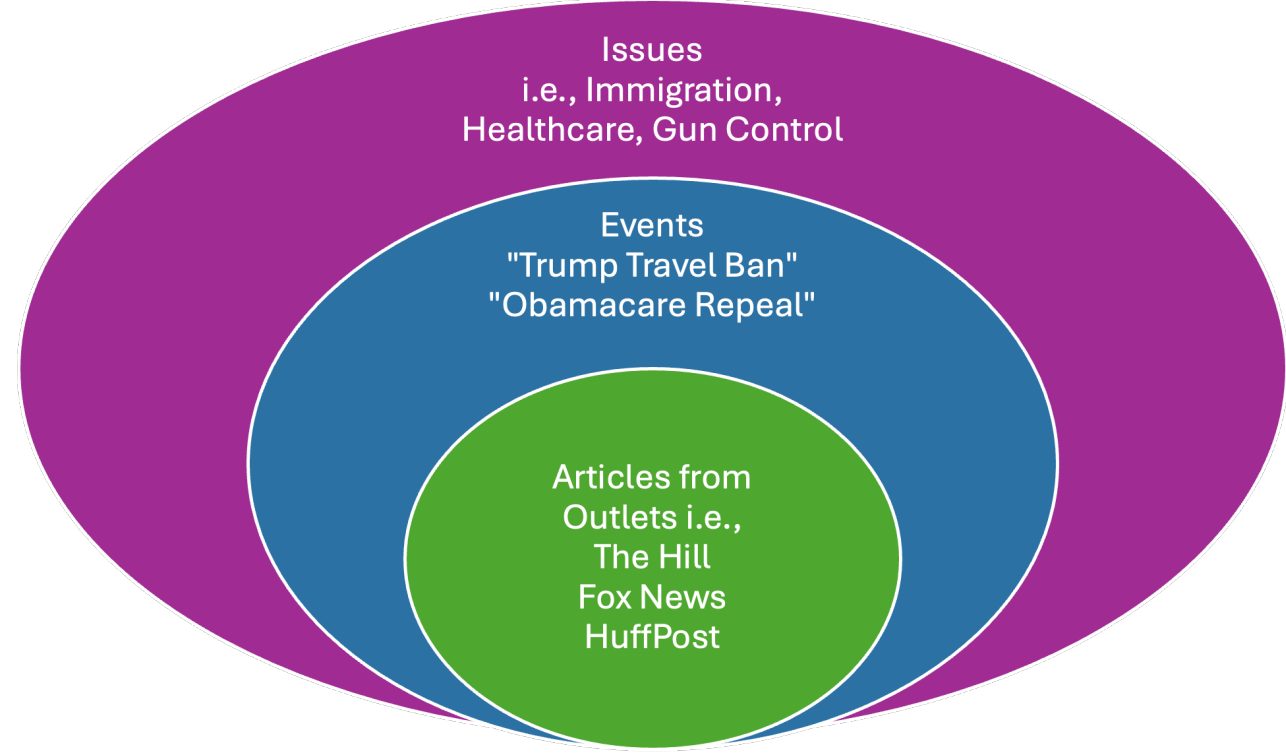 Issues
i.e., Immigration,
Healthcare, Gun Control
Events
"Trump Travel Ban"
"Obamacare Repeal"
Articles from
Outlets i.e.,
The Hill
Fox News
HuffPost